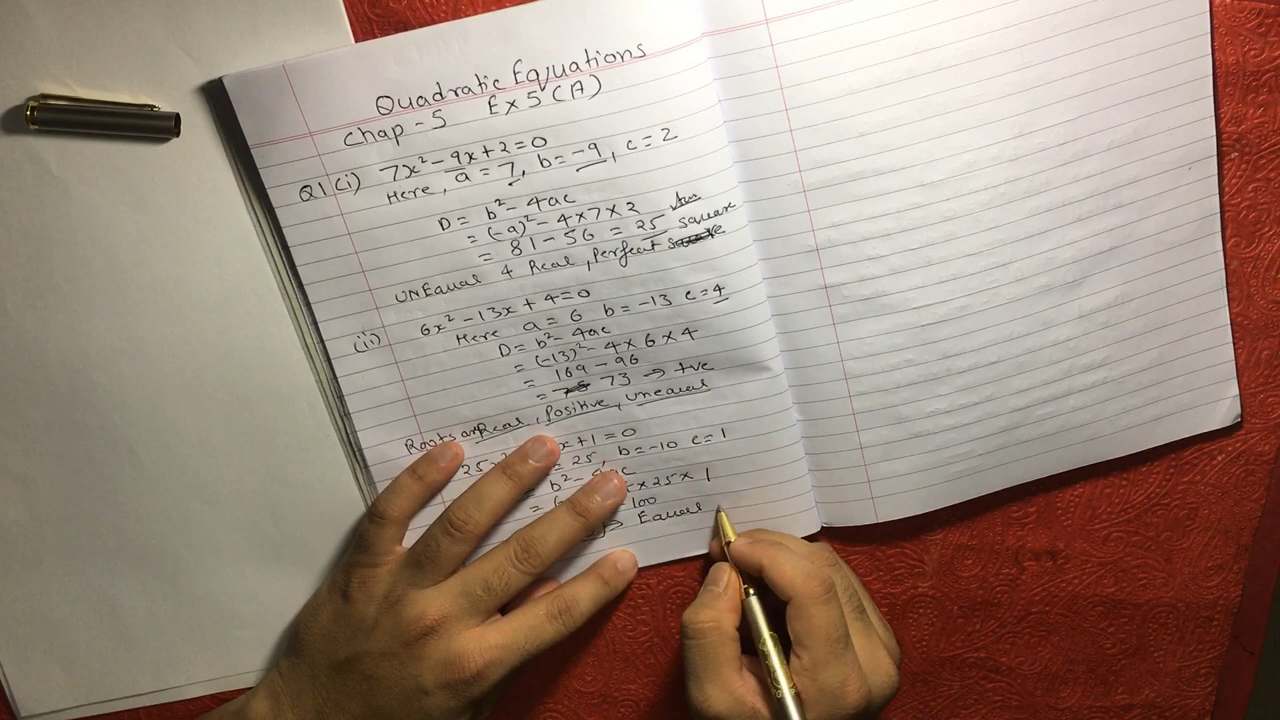 Quadratic Equations
Chap - 5 Ex 5 (A)
Q1 (i) 7x² - 9x + 2 = 0
Here, a = 7, b = -9, c = 2
D = b² - 4ac
= (-9)² - 4 × 7 × 2
= 81 - 56 = 25 Ans
UNEqual & Real, Perfect square
(ii) 6x² - 13x + 4 = 0
Here a = 6 b = -13 c = 4
D = b² - 4ac
= (-13)² - 4 × 6 × 4
= 169 - 96
= 73 → +ve
Roots are Real, Positive, unequal
25 x + 1 = 0
= 25, b = -10 c = 1
= b² - 4ac
= × 25 × 1
100
→ Equal